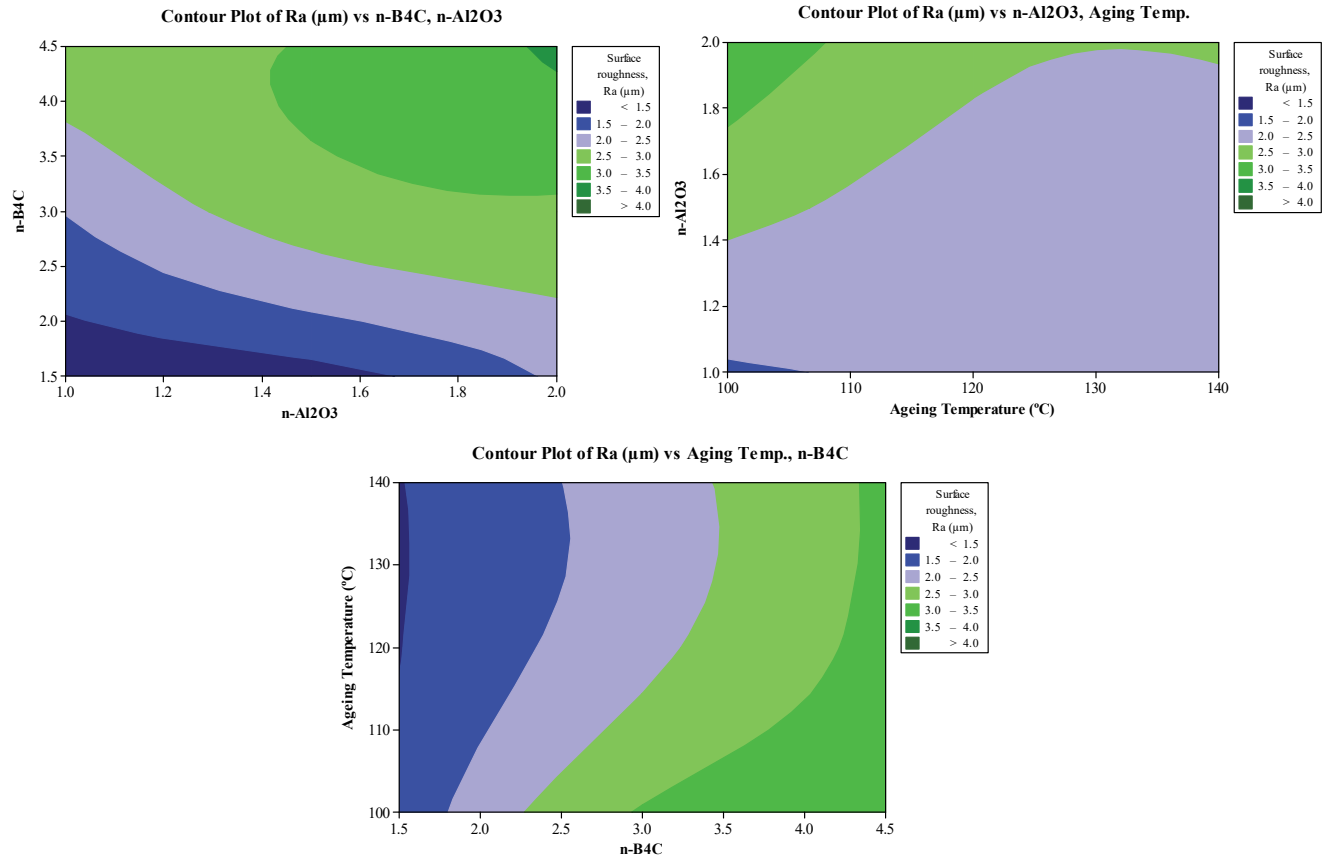 Contour Plot of Ra (µm) vs n-B4C, n-Al2O3
4.5
4.0
3.5
3.0
2.5
2.0
1.5
n-B4C
1.0 1.2 1.4 1.6 1.8 2.0
n-Al2O3
Surface
roughness,
Ra (µm)
< 1.5
1.5 – 2.0
2.0 – 2.5
2.5 – 3.0
3.0 – 3.5
3.5 – 4.0
> 4.0
Contour Plot of Ra (µm) vs n-Al2O3, Aging Temp.
2.0
1.8
1.6
1.4
1.2
1.0
n-Al2O3
100 110 120 130 140
Ageing Temperature (ºC)
Surface
roughness,
Ra (µm)
< 1.5
1.5 – 2.0
2.0 – 2.5
2.5 – 3.0
3.0 – 3.5
3.5 – 4.0
> 4.0
Contour Plot of Ra (µm) vs Aging Temp., n-B4C
140
130
120
110
100
Ageing Temperature (ºC)
1.5 2.0 2.5 3.0 3.5 4.0 4.5
n-B4C
Surface
roughness,
Ra (µm)
< 1.5
1.5 – 2.0
2.0 – 2.5
2.5 – 3.0
3.0 – 3.5
3.5 – 4.0
> 4.0